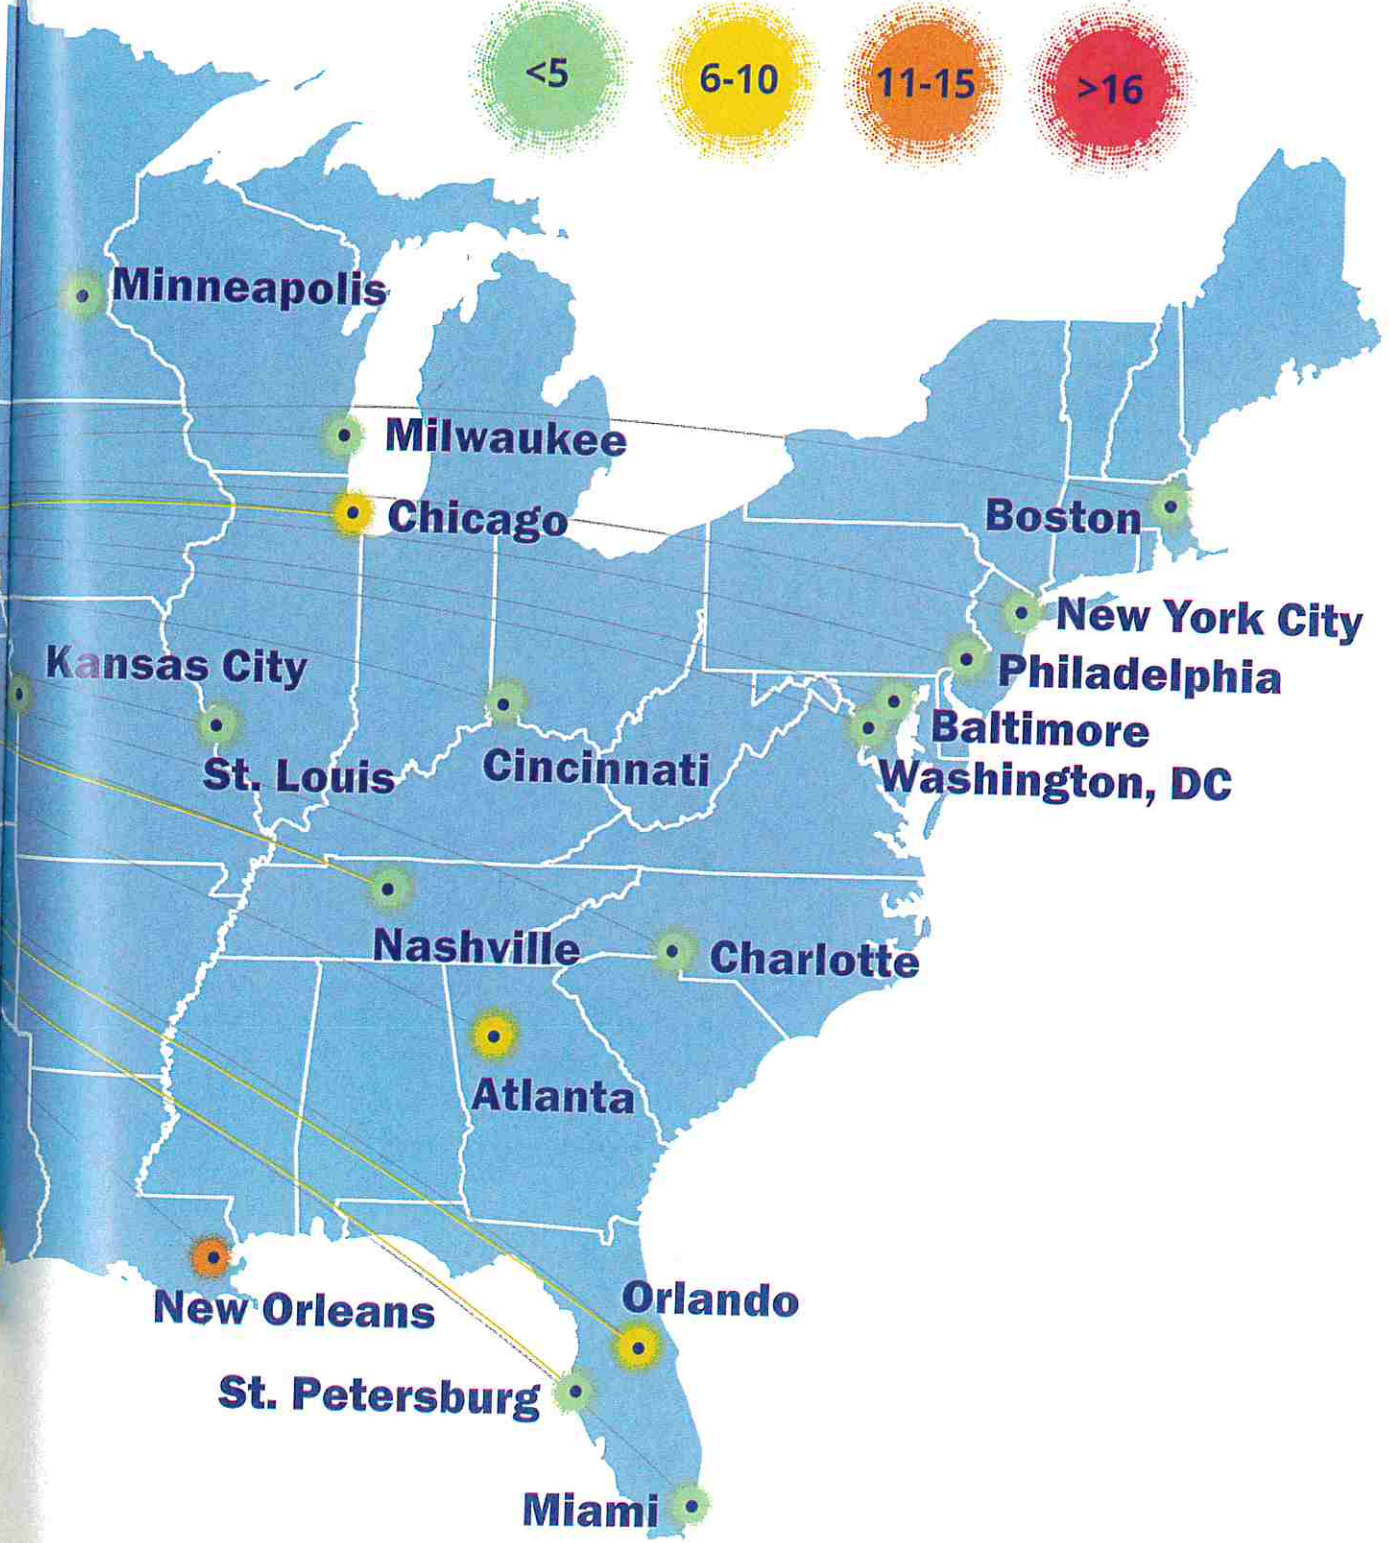 <5
6-10
11-15
>16
Minneapolis
Milwaukee
Chicago
Boston
New York City
Kansas City
Philadelphia
Baltimore
St. Louis
Cincinnati
Washington, DC
Nashville
Charlotte
Atlanta
New Orleans
Orlando
St. Petersburg
Miami